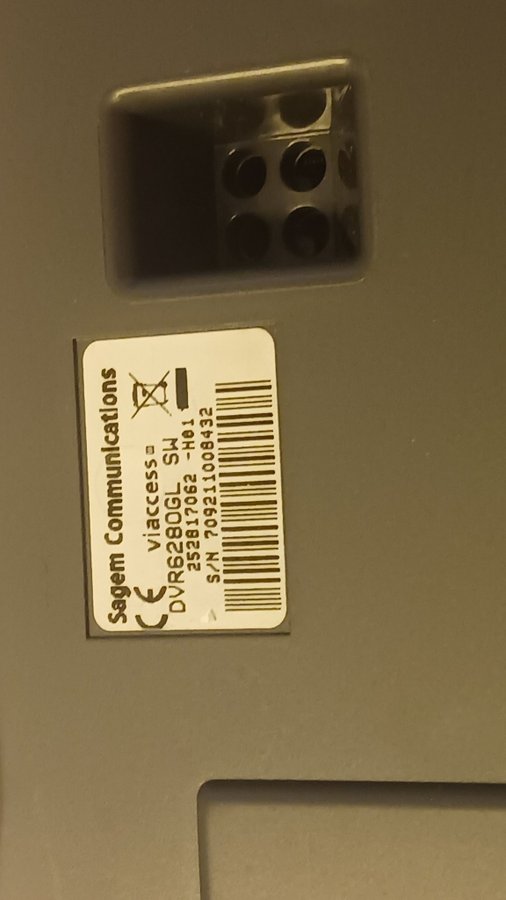 Sagem Communications
CE viaccess
DVR6280GL SW
252817062 -H01
S/N 709211008432